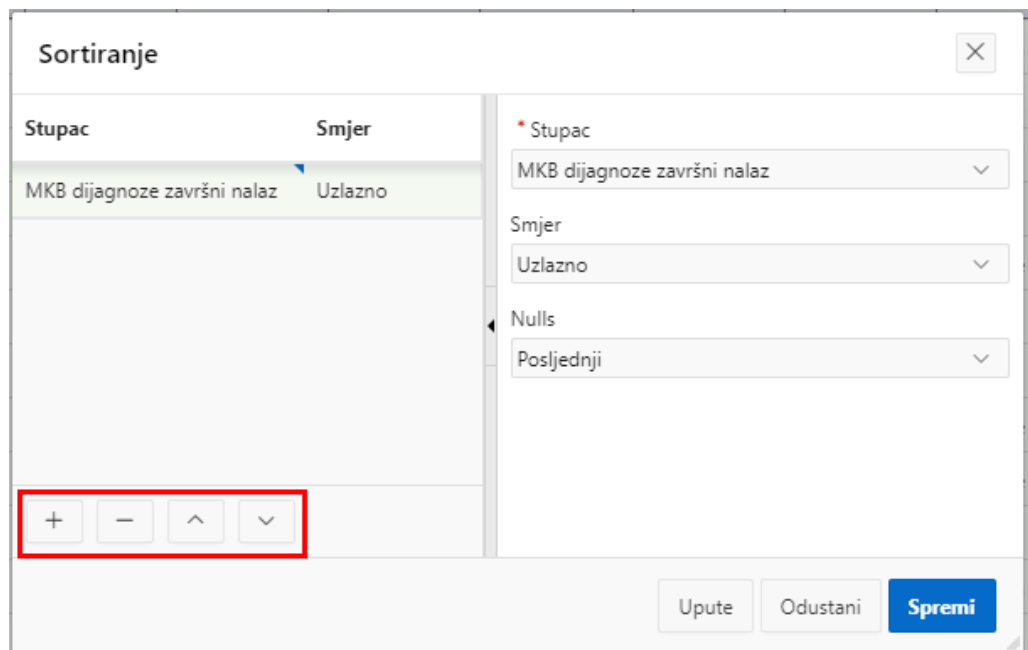 Sortiranje
Stupac Smjer
MKB dijagnoze završni nalaz Uzlazno
* Stupac
MKB dijagnoze završni nalaz
Smjer
Uzlazno
Nulls
Posljednji
Upute Odustani Spremi